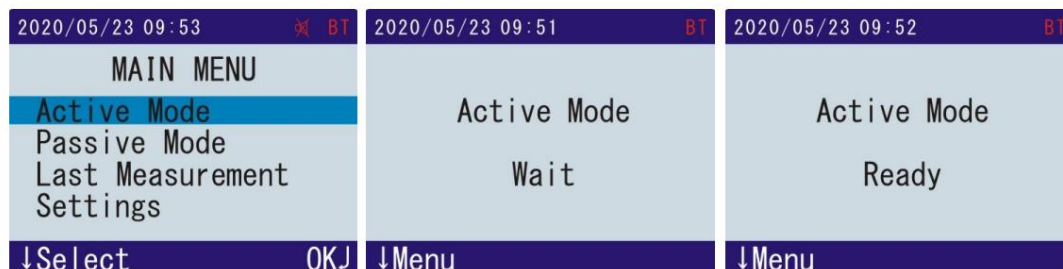 2020/05/23 09:53 BT
MAIN MENU
Active Mode
Passive Mode
Last Measurement
Settings
↓Select OK
2020/05/23 09:51 BT
Active Mode
Wait
↓Menu
2020/05/23 09:52 BT
Active Mode
Ready
↓Menu